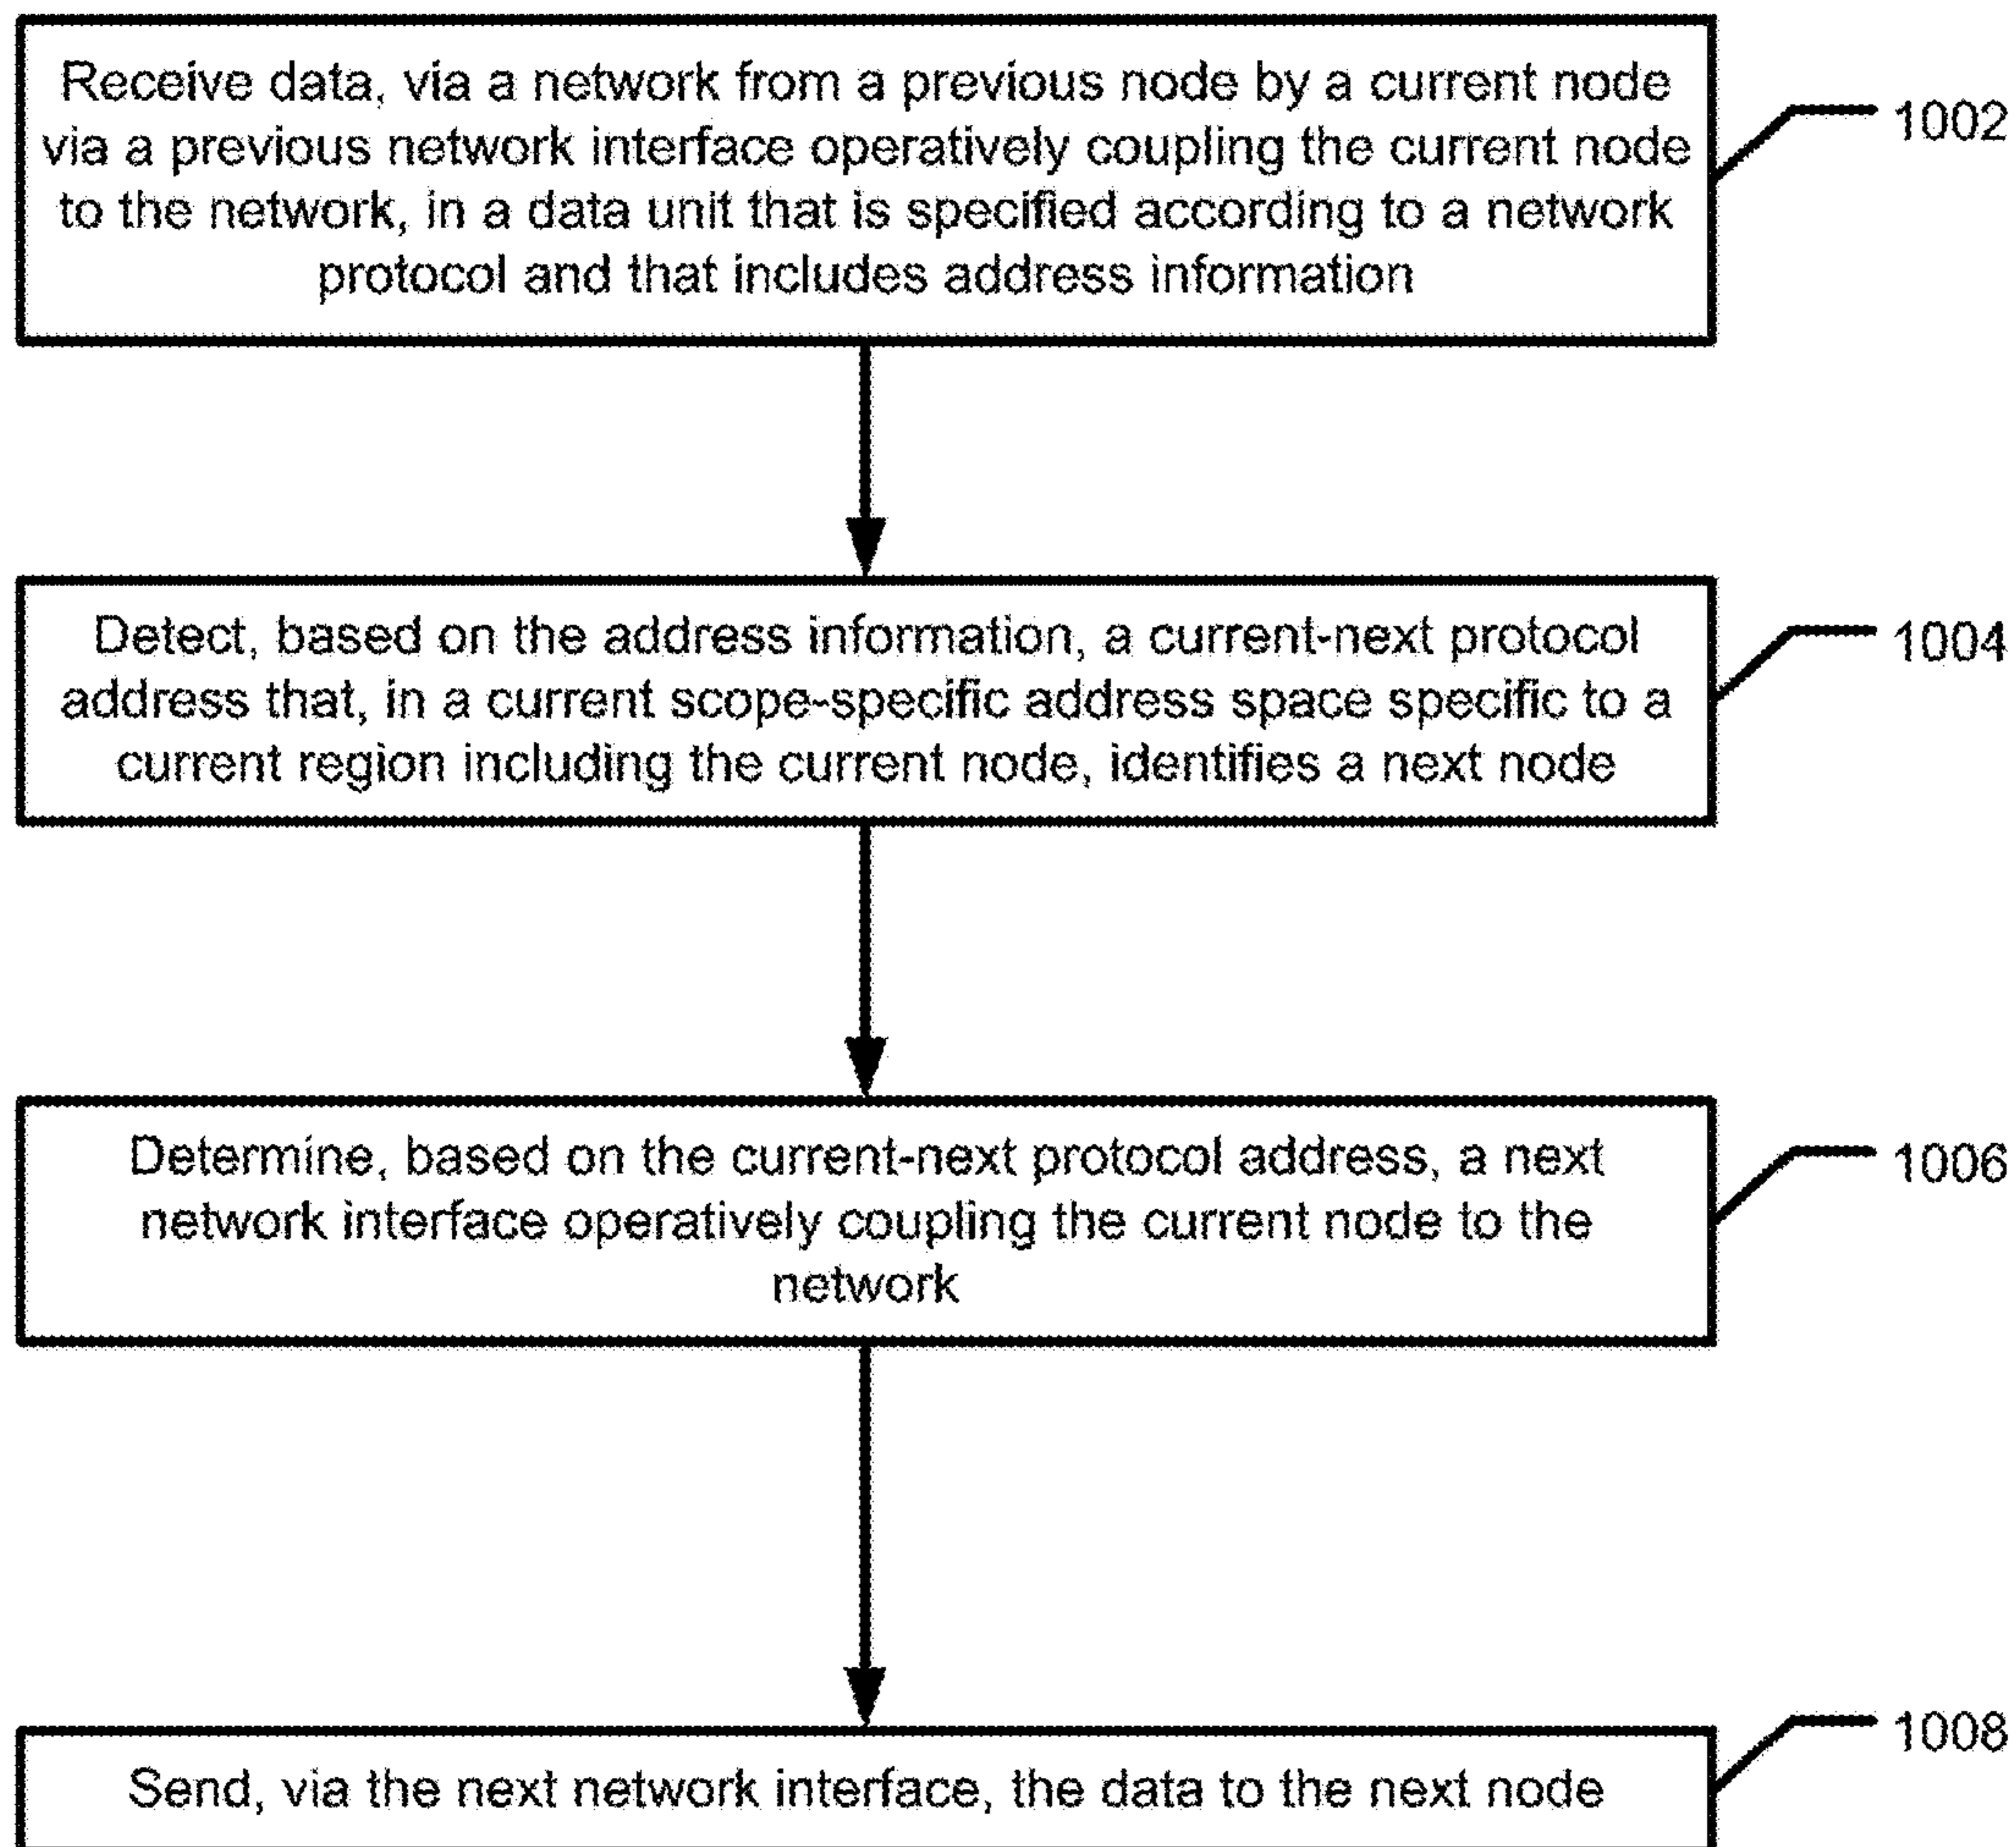 Receive data, via a network from a previous node by a current node
via a previous network interface operatively coupling the current node
to the network, in a data unit that is specified according to a network
protocol and that includes address information
1002
Detect, based on the address information, a current-next protocol
address that, in a current scope-specific address space specific to a
current region including the current node, identifies a next node
1004
Determine, based on the current-next protocol address, a next
network interface operatively coupling the current node to the
network
1006
Send, via the next network interface, the data to the next node
1008